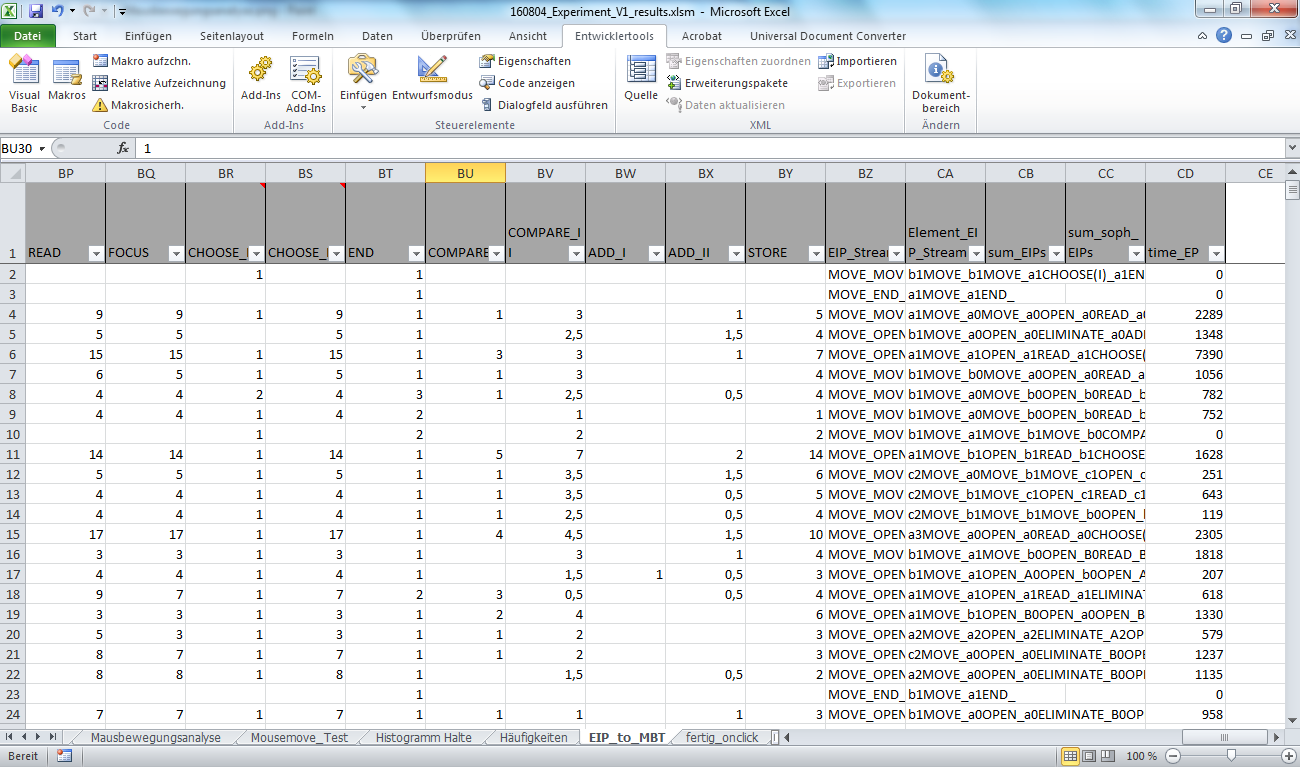 160804_Experiment_V1_results.xlsm - Microsoft Excel
Datei Start Einfügen Seitenlayout Formeln Daten Überprüfen Ansicht Entwicklertools Acrobat Universal Document Converter
Visual Basic Makros Makro aufzchn. Relative Aufzeichnung Makrosicherh. Code
Add-Ins COM-Add-Ins Add-Ins
Einfügen Entwurfsmodus Eigenschaften Code anzeigen Dialogfeld ausführen Steuerelemente
Quelle Eigenschaften zuordnen Erweiterungspakete Daten aktualisieren Importieren Exportieren XML
Dokument-bereich Ändern
BU30 fx 1
BP BQ BR BS BT BU BV BW BX BY BZ CA CB CC CD CE
1 READ FOCUS CHOOSE_I CHOOSE_I END COMPARE COMPARE_II ADD_I ADD_II STORE EIP_Strea Element_EIP_Stream sum_EIPs sum_soph_EIPs time_EP
2 1 1 MOVE_MOV b1MOVE_b1MOVE_a1CHOOSE(I)_a1EN 0
3 1 MOVE_END_ a1MOVE_a1END_ 0
4 9 9 1 9 1 1 3 1 5 MOVE_MOV a1MOVE_a0MOVE_a0OPEN_a0READ_a0 2289
5 5 5 5 1 2,5 1,5 4 MOVE_OPEN b1MOVE_a0OPEN_a0ELIMINATE_a0AD 1348
6 15 15 1 15 1 3 3 1 7 MOVE_OPEN a1MOVE_a1OPEN_a1READ_a1CHOOSE( 7390
7 6 5 1 5 1 1 3 4 MOVE_MOV b1MOVE_b0MOVE_a0OPEN_a0READ_a 1056
8 4 4 2 4 3 1 2,5 0,5 4 MOVE_MOV b1MOVE_a0MOVE_b0OPEN_b0READ_b 782
9 4 4 1 4 2 1 1 MOVE_MOV b1MOVE_a0MOVE_b0OPEN_b0READ_b 752
10 1 2 2 2 MOVE_MOV b1MOVE_a1MOVE_b1MOVE_b0COMPA 0
11 14 14 1 14 1 5 7 2 14 MOVE_OPEN a1MOVE_b1OPEN_b1READ_b1CHOOSE 1628
12 5 5 1 5 1 1 3,5 1,5 6 MOVE_MOV c2MOVE_a0MOVE_b1MOVE_c1OPEN_c 251
13 4 4 1 4 1 1 3,5 0,5 5 MOVE_MOV c2MOVE_b1MOVE_c1OPEN_c1READ_c1 643
14 4 4 1 4 1 1 2,5 0,5 4 MOVE_MOV c2MOVE_b1MOVE_b1MOVE_b0OPEN_ 119
15 17 17 1 17 1 4 4,5 1,5 10 MOVE_OPEN a3MOVE_a0OPEN_a0READ_a0CHOOSE( 2305
16 3 3 1 3 1 3 1 4 MOVE_MOV b1MOVE_a1MOVE_b0OPEN_B0READ_B 1818
17 4 4 1 4 1 1,5 1 0,5 3 MOVE_OPEN b1MOVE_a1OPEN_A0OPEN_b0OPEN_A 207
18 9 7 1 7 2 3 0,5 0,5 4 MOVE_OPEN a1MOVE_a1OPEN_a1READ_a1ELIMINA 618
19 3 3 1 3 1 2 4 6 MOVE_OPEN a1MOVE_b1OPEN_B0OPEN_a0OPEN_B 1330
20 5 3 1 3 1 1 2 3 MOVE_OPEN a2MOVE_a2OPEN_a2ELIMINATE_A2OP 579
21 8 7 1 7 1 1 2 3 MOVE_OPEN c2MOVE_a0OPEN_a0ELIMINATE_B0OP 1237
22 8 8 1 8 1 1,5 0,5 2 MOVE_OPEN a2MOVE_a0OPEN_a0ELIMINATE_B0OP 1135
23 1 MOVE_END_ b1MOVE_a1END_ 0
24 7 7 1 7 1 1 1 1 3 MOVE_OPEN b1MOVE_a0OPEN_a0ELIMINATE_B0OP 958
Mausbewegungsanalyse Mousemove_Test Histogramm Halte Häufigkeiten EIP_to_MBT fertig_onclick
Bereit 100 %